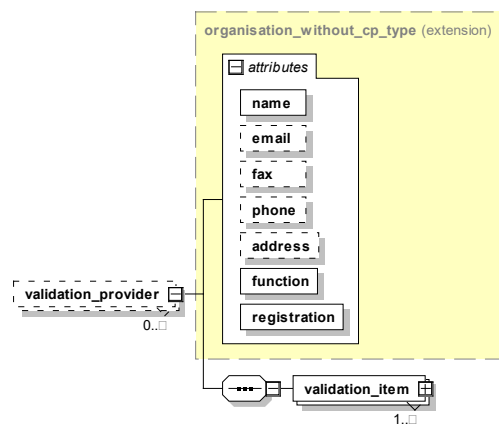 organisation_without_cp_type (extension)
attributes
name
email
fax
phone
address
function
registration
validation_provider
0..□
validation_item
1..□